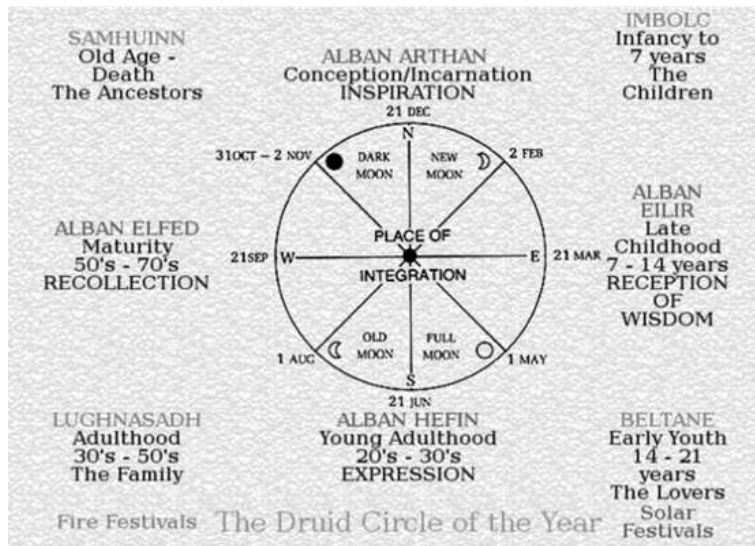 SAMHUINN
Old Age -
Death
The Ancestors
ALBAN ARTHAN
Conception/Incarnation
INSPIRATION
IMBOLC
Infancy to
7 years
The
Children
21 DEC
N
31OCT - 2 NOV
DARK
MOON
NEW
MOON
2 FEB
ALBAN ELFED
Maturity
50's - 70's
RECOLLECTION
21SEP
W
PLACE OF
INTEGRATION
E
21 MAR
ALBAN
EILIR
Late
Childhood
7 - 14 years
RECEPTION
OF
WISDOM
1 AUG
OLD
MOON
FULL
MOON
1 MAY
S
21 JUN
LUGHNASADH
Adulthood
30's - 50's
The Family
ALBAN HEFIN
Young Adulthood
20's - 30's
EXPRESSION
BELTANE
Early Youth
14 - 21
years
The Lovers
Fire Festivals
The Druid Circle of the Year
Solar
Festivals